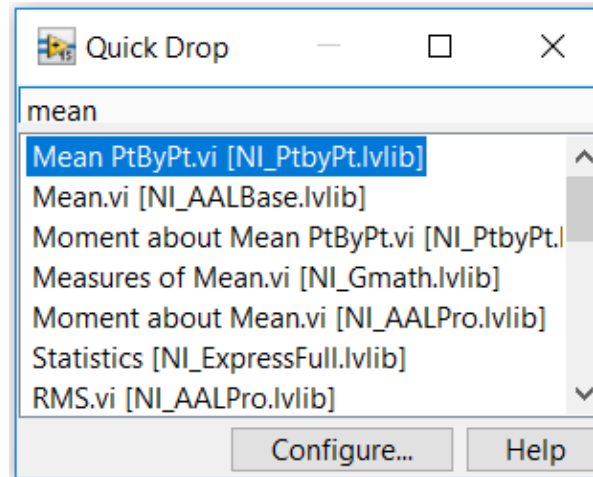 Quick Drop
mean
Mean PtByPt.vi [NI_PtbyPt.lvlib]
Mean.vi [NI_AALBase.lvlib]
Moment about Mean PtByPt.vi [NI_PtbyPt.l
Measures of Mean.vi [NI_Gmath.lvlib]
Moment about Mean.vi [NI_AALPro.lvlib]
Statistics [NI_ExpressFull.lvlib]
RMS.vi [NI_AALPro.lvlib]
Configure... Help